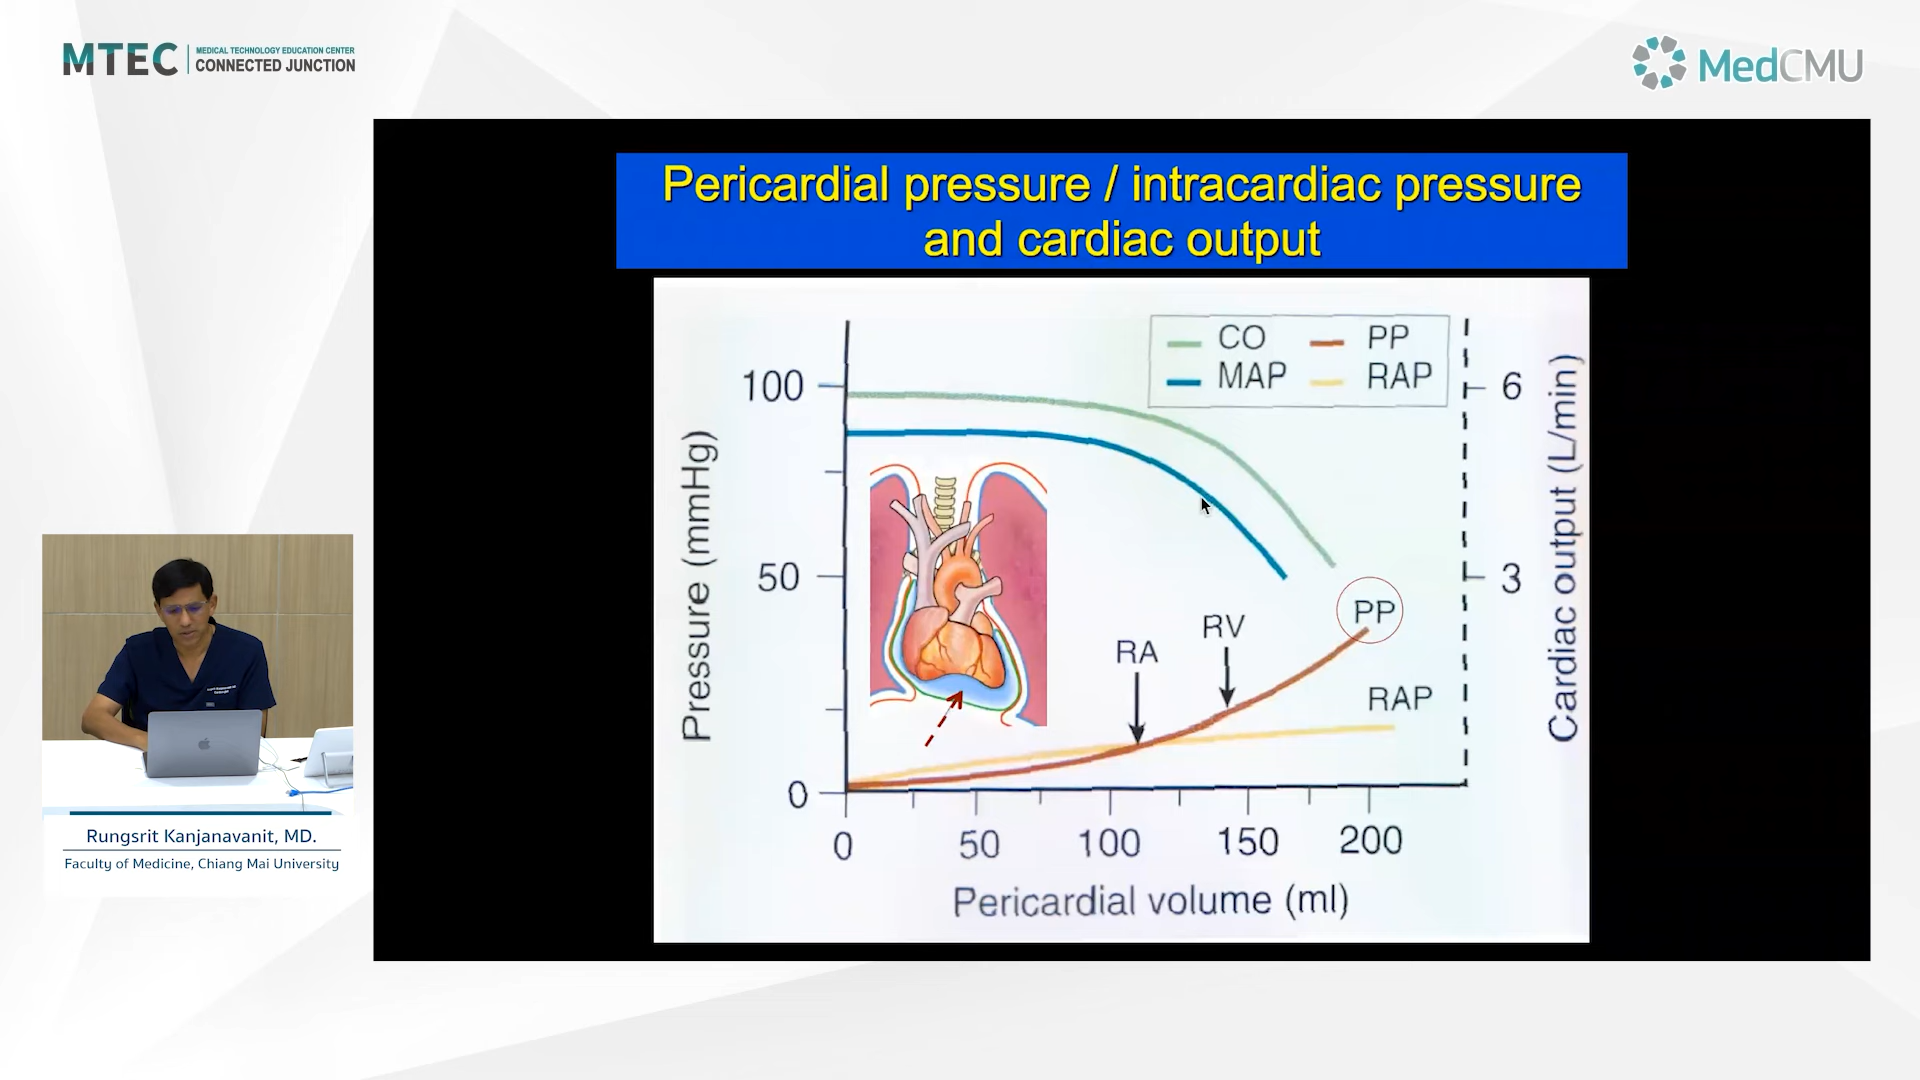 MTEC
MEDICAL TECHNOLOGY EDUCATION CENTER
CONNECTED JUNCTION
MedCMU
Pericardial pressure / intracardiac pressure
and cardiac output
CO
PP
MAP
RAP
100
50
0
Pressure (mmHg)
6
3
Cardiac output (L/min)
PP
RV
RA
RAP
0
50
100
150
200
Pericardial volume (ml)
Rungsrit Kanjanavanit, MD.
Faculty of Medicine, Chiang Mai University